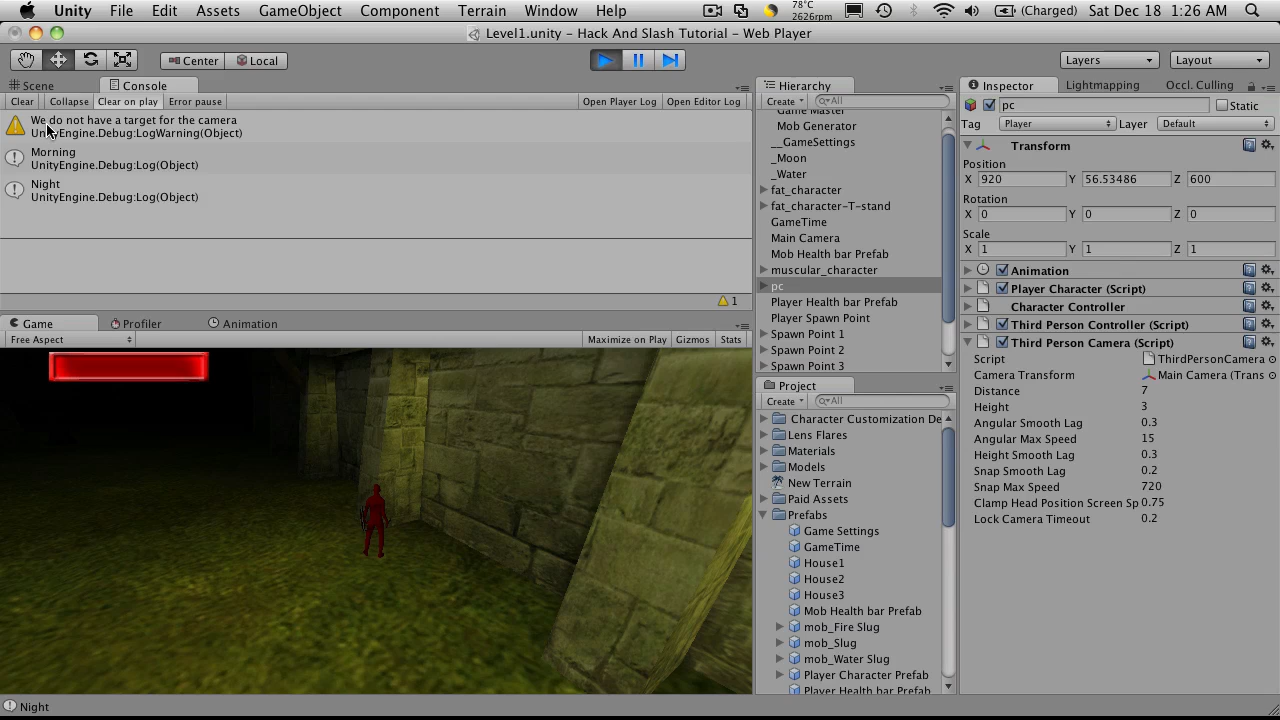 Unity File Edit Assets GameObject Component Terrain Window Help 78°C 2626rpm (Charged) Sat Dec 18 1:26 AM
Level1.unity - Hack And Slash Tutorial - Web Player
Center Local Layers Layout
Scene Console
Clear Collapse Clear on play Error pause Open Player Log Open Editor Log
We do not have a target for the camera
UnityEngine.Debug:LogWarning(Object)
Morning
UnityEngine.Debug:Log(Object)
Night
UnityEngine.Debug:Log(Object)
1
Game Profiler Animation
Free Aspect Maximize on Play Gizmos Stats
Hierarchy
Create All
Game Master
Mob Generator
__GameSettings
_Moon
_Water
fat_character
fat_character-T-stand
GameTime
Main Camera
Mob Health bar Prefab
muscular_character
pc
Player Health bar Prefab
Player Spawn Point
Spawn Point 1
Spawn Point 2
Spawn Point 3
Project
Create All
Character Customization De
Lens Flares
Materials
Models
New Terrain
Paid Assets
Prefabs
Game Settings
GameTime
House1
House2
House3
Mob Health bar Prefab
mob_Fire Slug
mob_Slug
mob_Water Slug
Player Character Prefab
Player Health bar Prefab
Inspector Lightmapping Occl. Culling
pc Static
Tag Player Layer Default
Transform
Position
X 920 Y 56.53486 Z 600
Rotation
X 0 Y 0 Z 0
Scale
X 1 Y 1 Z 1
Animation
Player Character (Script)
Character Controller
Third Person Controller (Script)
Third Person Camera (Script)
Script ThirdPersonCamera
Camera Transform Main Camera (Trans
Distance 7
Height 3
Angular Smooth Lag 0.3
Angular Max Speed 15
Height Smooth Lag 0.3
Snap Smooth Lag 0.2
Snap Max Speed 720
Clamp Head Position Screen Sp 0.75
Lock Camera Timeout 0.2
Night